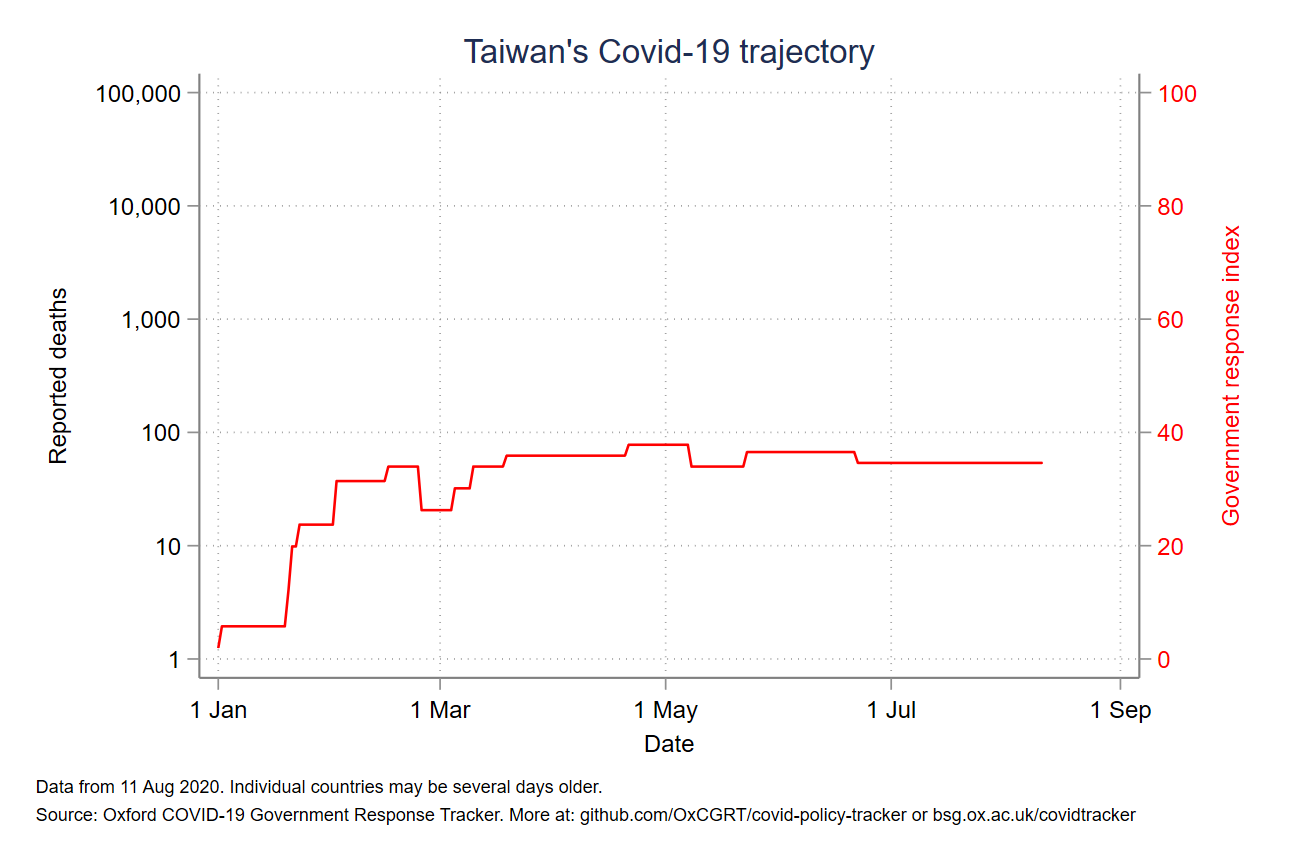 Taiwan's Covid-19 trajectory
100,000
10,000
1,000
100
10
1
Reported deaths
100
80
60
40
20
0
Government response index
1 Jan
1 Mar
1 May
1 Jul
1 Sep
Date
Data from 11 Aug 2020. Individual countries may be several days older.
Source: Oxford COVID-19 Government Response Tracker. More at: github.com/OxCGRT/covid-policy-tracker or bsg.ox.ac.uk/covidtracker